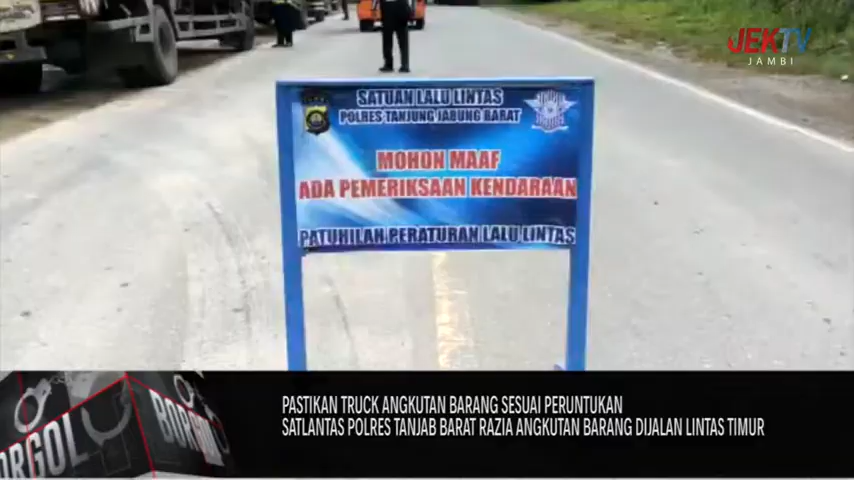 JEKTV
JAMBI
SATUAN LALU LINTAS
POLRES TANJUNG JABUNG BARAT
MOHON MAAF
ADA PEMERIKSAAN KENDARAAN
PATUHILAH PERATURAN LALU LINTAS
BORGOL
PASTIKAN TRUCK ANGKUTAN BARANG SESUAI PERUNTUKAN
SATLANTAS POLRES TANJAB BARAT RAZIA ANGKUTAN BARANG DIJALAN LINTAS TIMUR